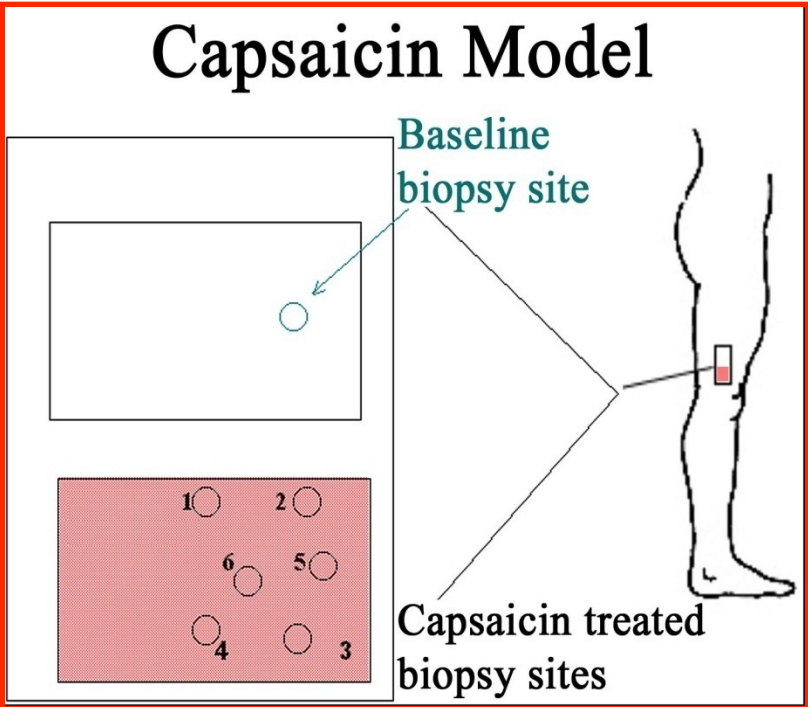 Capsaicin Model
Baseline
biopsy site
1 2
6 5
4 3
Capsaicin treated
biopsy sites